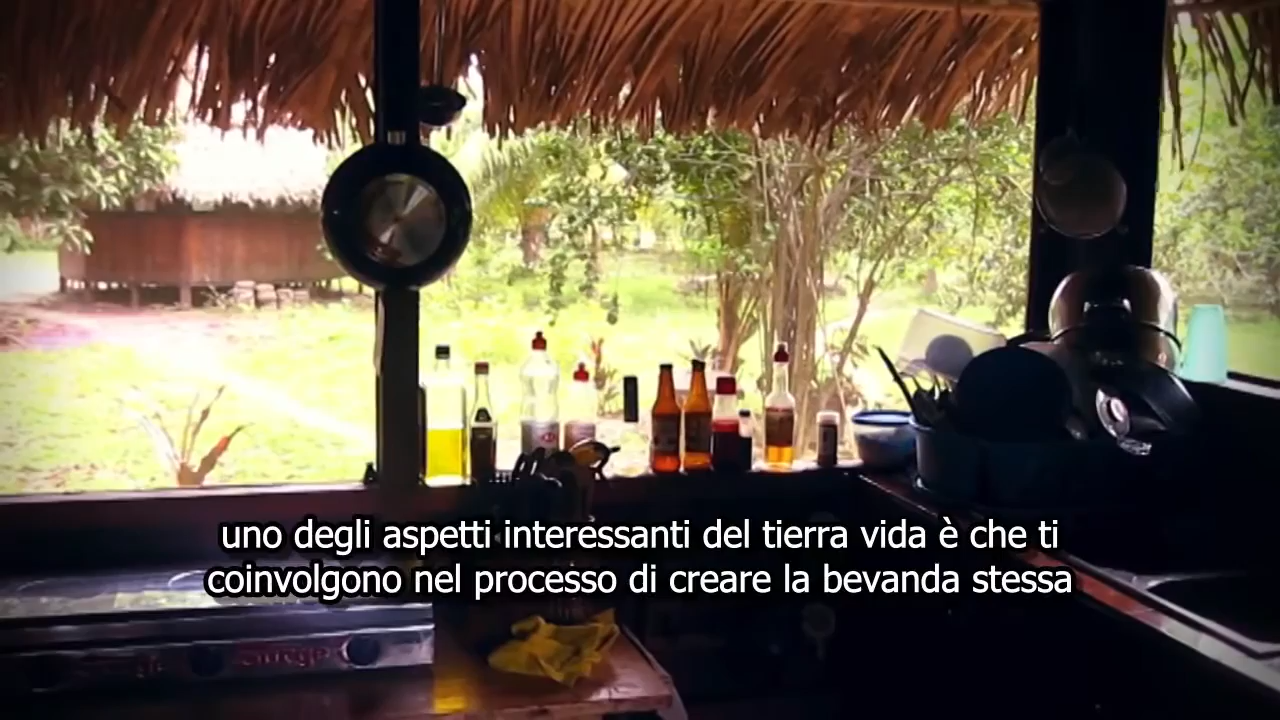 uno degli aspetti interessanti del tierra vida è che ti
coinvolgono nel processo di creare la bevanda stessa